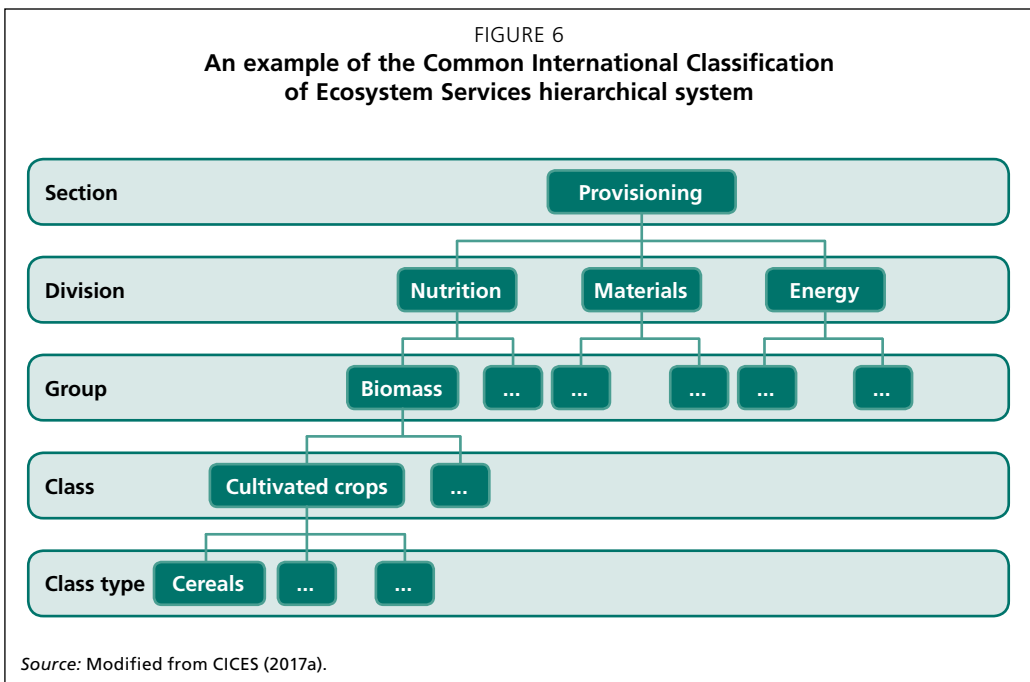 FIGURE 6
An example of the Common International Classification
of Ecosystem Services hierarchical system
Section
Provisioning
Division
Nutrition
Materials
Energy
Group
Biomass
...
...
...
...
...
Class
Cultivated crops
...
Class type
Cereals
...
...
Source: Modified from CICES (2017a).